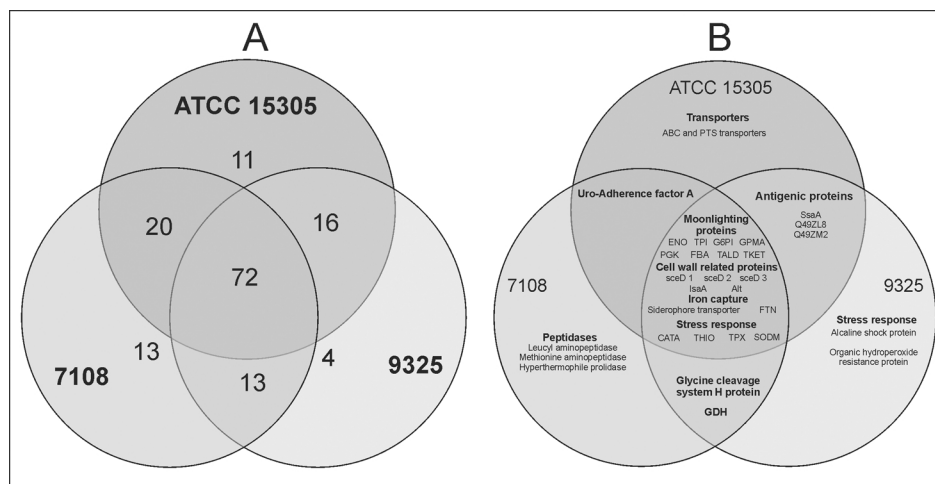 A
ATCC 15305
11
20
16
72
13
4
7108
9325
13
B
ATCC 15305
Transporters
ABC and PTS transporters
Uro-Adherence factor A
Antigenic proteins
SsaA
Q49ZL8
Q49ZM2
Moonlighting
proteins
ENO TPI G6PI GPMA
PGK FBA TALD TKET
Cell wall related proteins
sceD 1 sceD 2 sceD 3
IsaA Alt
Iron capture
Siderophore transporter FTN
Stress response
CATA THIO TPX SODM
7108
9325
Peptidases
Leucyl aminopeptidase
Methionine aminopeptidase
Hyperthermophile prolidase
Stress response
Alcaline shock protein
Organic hydroperoxide
resistance protein
Glycine cleavage
system H protein
GDH